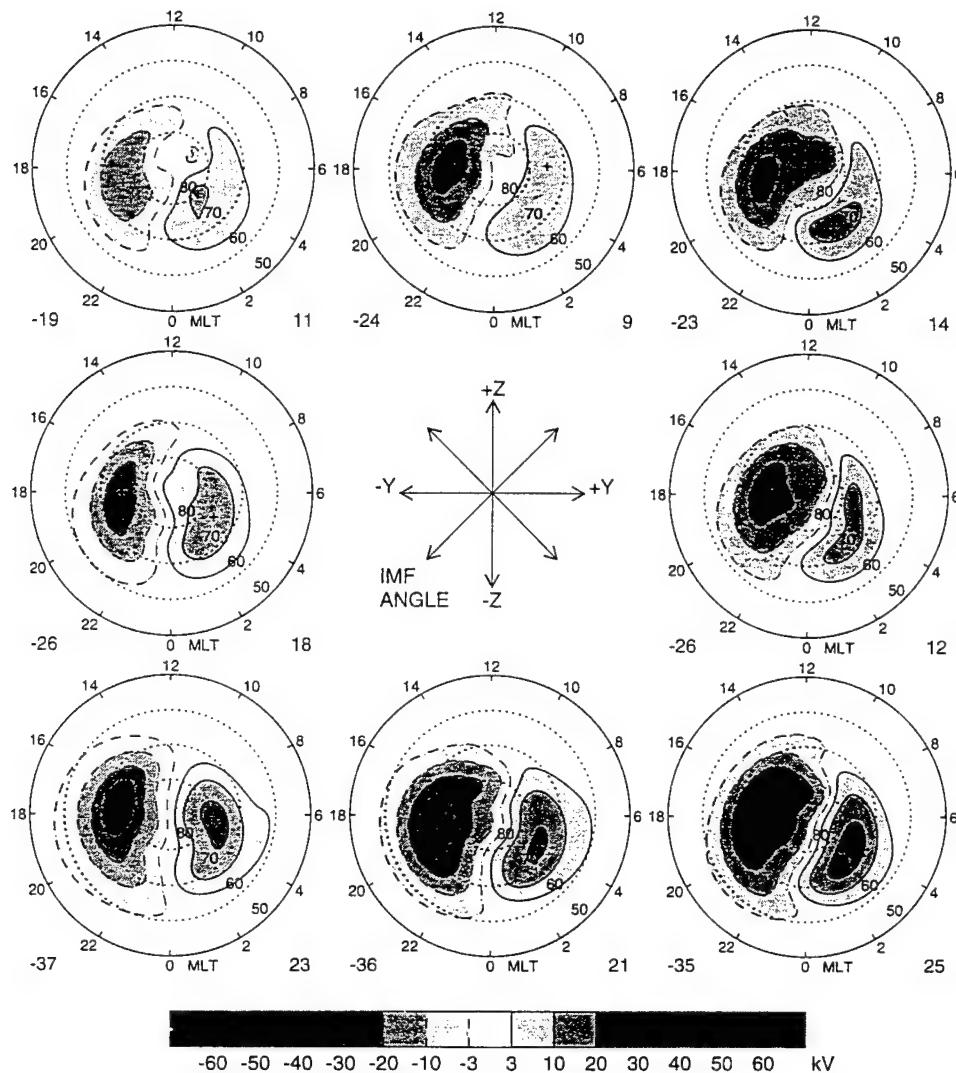 12 12 12
14 10 14 10 14 10
16 8 16 8 16 8
18 80 6 18 80 6 18 80
70 70 70
20 60 4 20 60 4 20 60 4
50 50 50
22 2 22 2 22 2
-19 0 MLT 11 -24 0 MLT 9 -23 0 MLT 14
12 12
14 10 14 10
16 8 +Z 16 8
18 80 6 -Y +Y 18 80 6
70 70
20 60 4 20 60 4
50 IMF 50
22 2 ANGLE -Z 22 2
-26 0 MLT 18 -26 0 MLT 12
12 12 12
14 10 14 10 14 10
16 8 16 8 16 8
18 80 6 18 80 6 18 80 6
70 70
20 60 4 20 60 4 20 60 4
50 50 50
22 2 22 2 22 2
-37 0 MLT 23 -36 0 MLT 21 -35 0 MLT 25
-60 -50 -40 -30 -20 -10 -3 3 10 20 30 40 50 60 kV